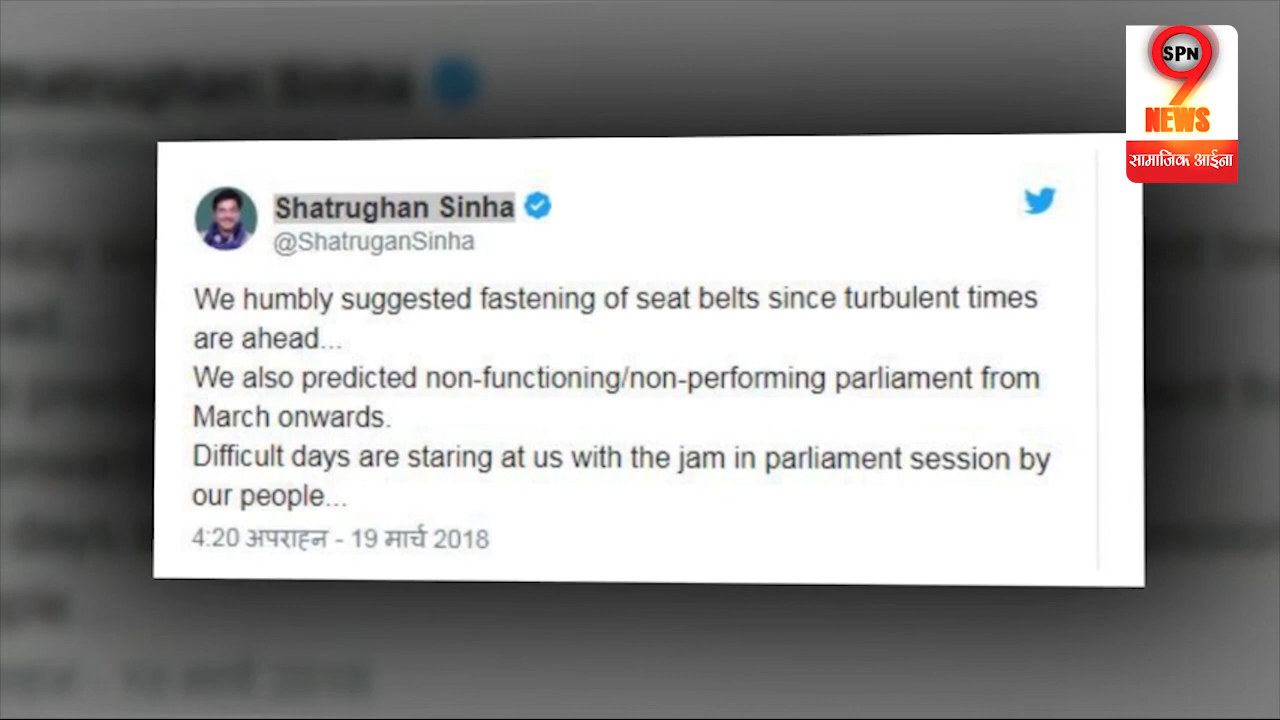 SPN
9
NEWS
सामाजिक आईना
Shatrughan Sinha
@ShatruganSinha
We humbly suggested fastening of seat belts since turbulent times
are ahead...
We also predicted non-functioning/non-performing parliament from
March onwards.
Difficult days are staring at us with the jam in parliament session by
our people...
4:20 अपराह्न - 19 मार्च 2018